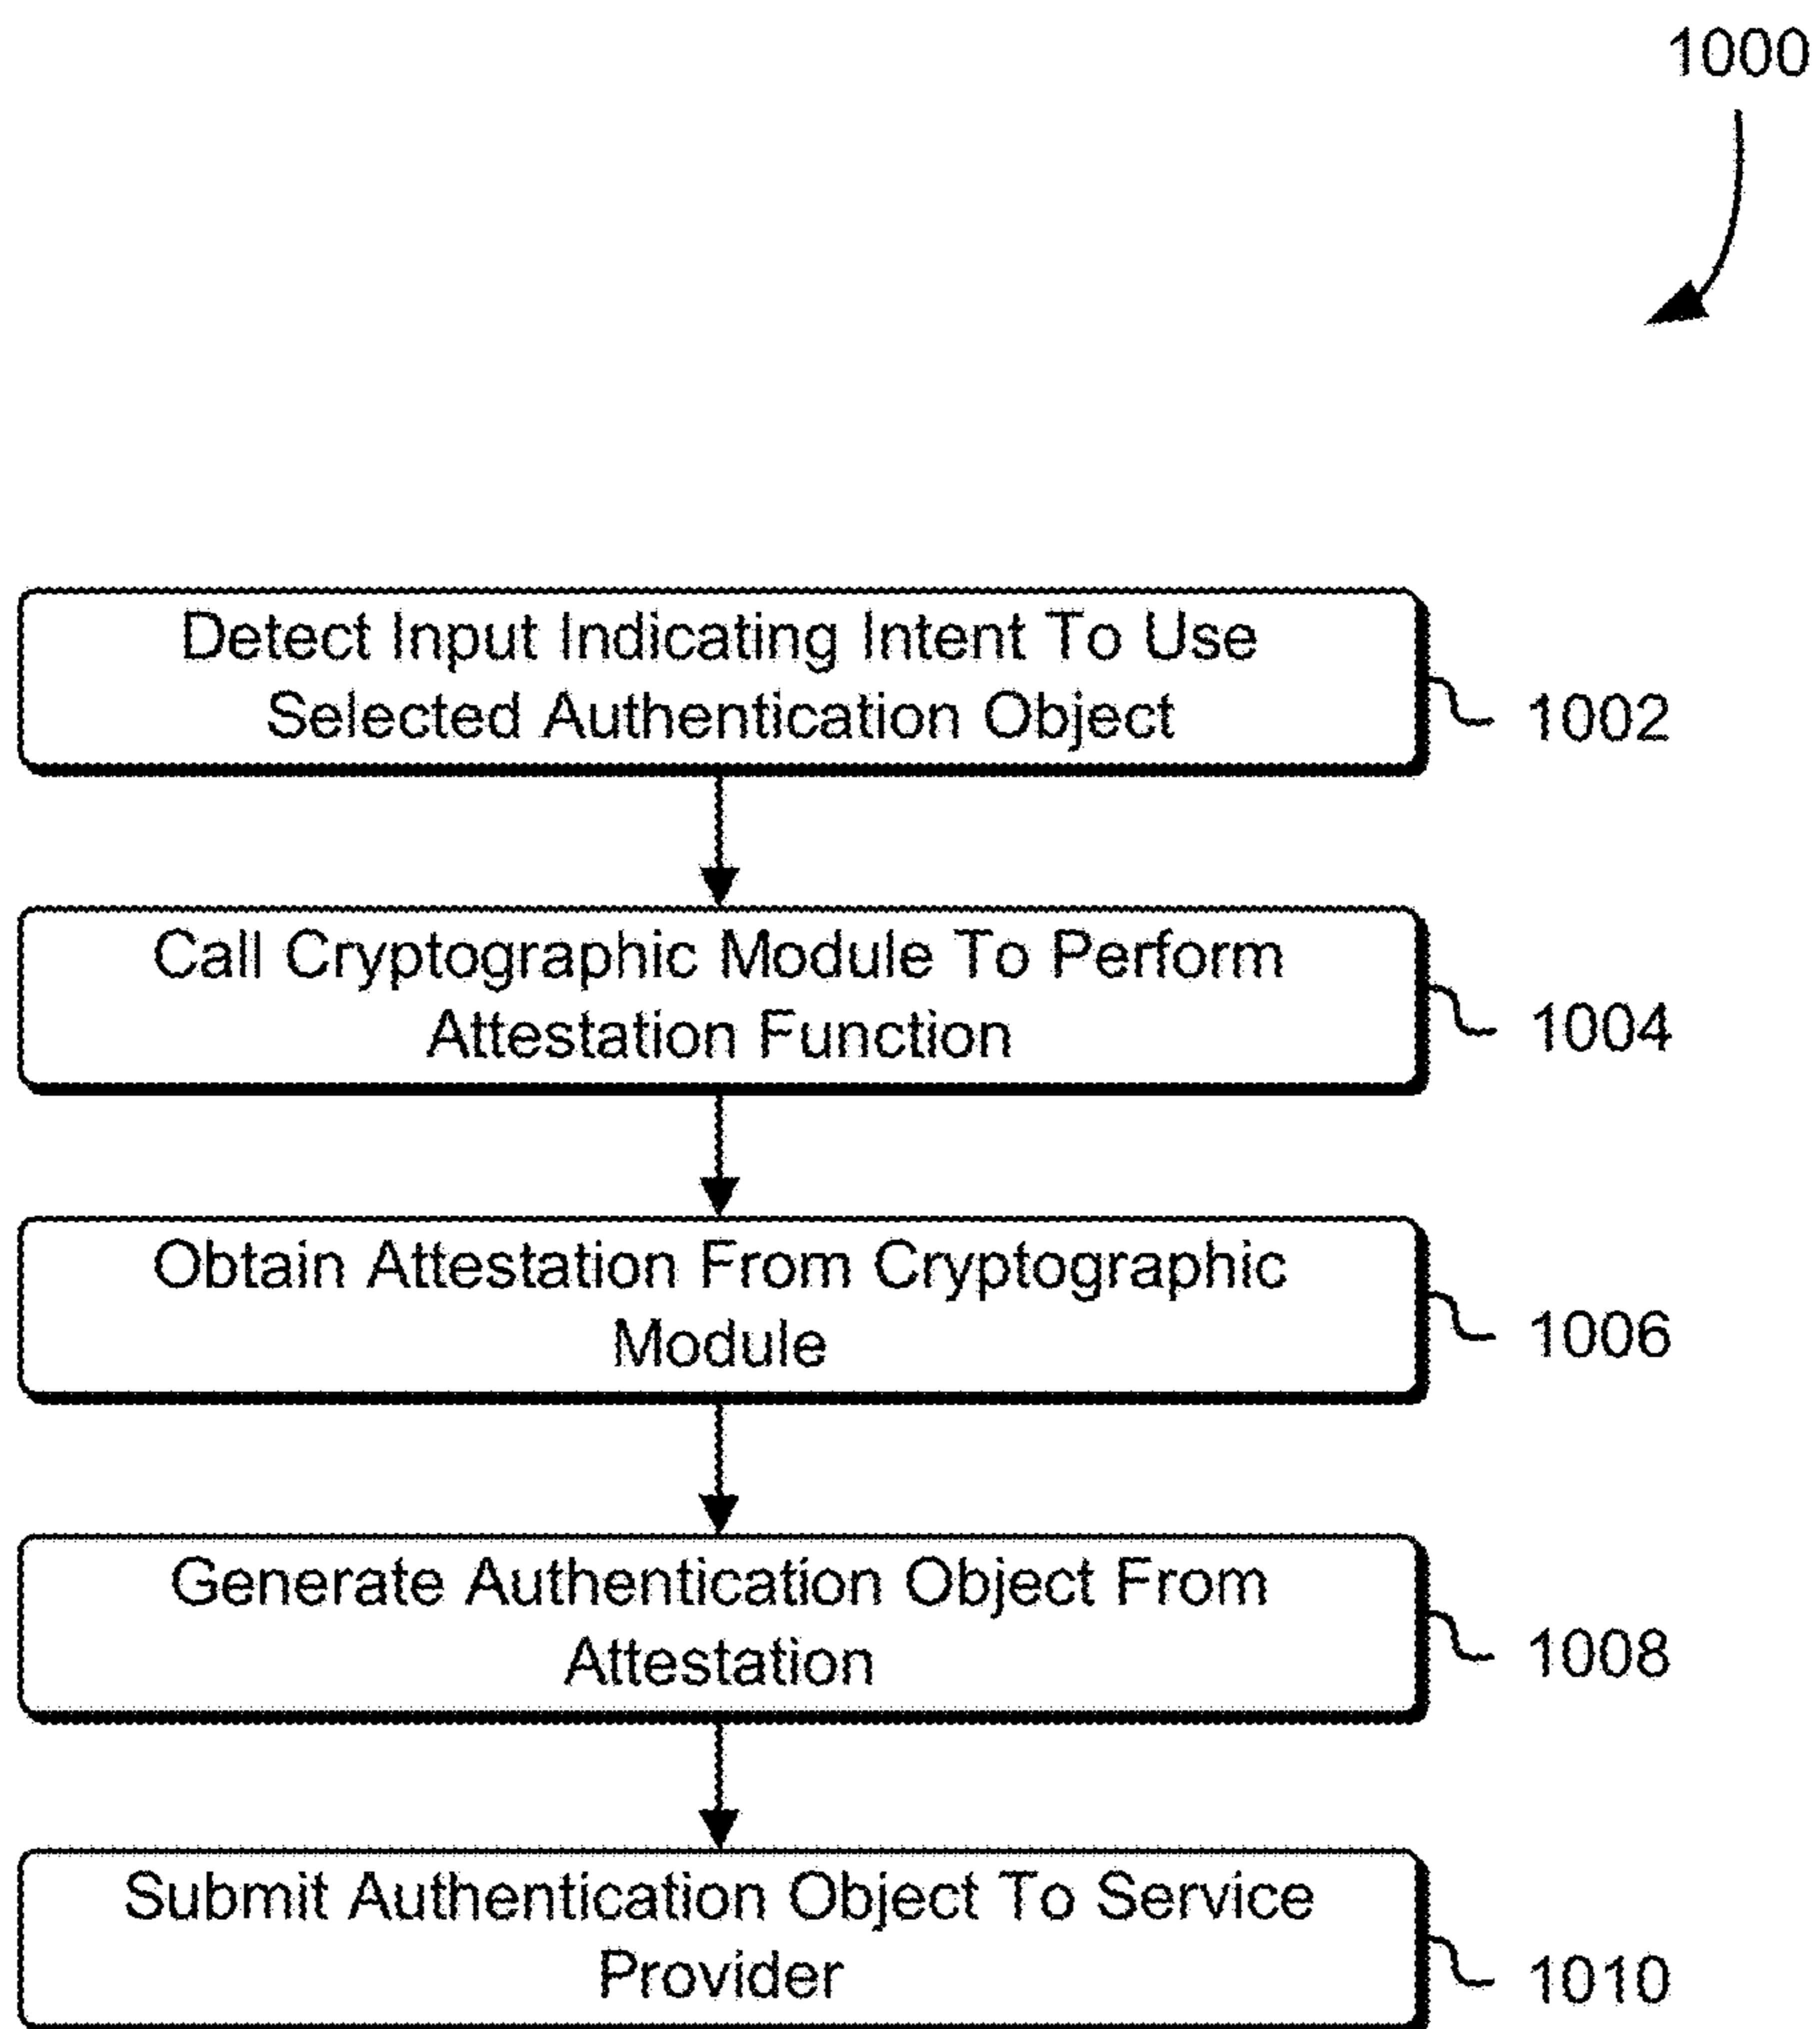 1000
Detect Input Indicating Intent To Use
Selected Authentication Object
1002
Call Cryptographic Module To Perform
Attestation Function
1004
Obtain Attestation From Cryptographic
Module
1006
Generate Authentication Object From
Attestation
1008
Submit Authentication Object To Service
Provider
1010